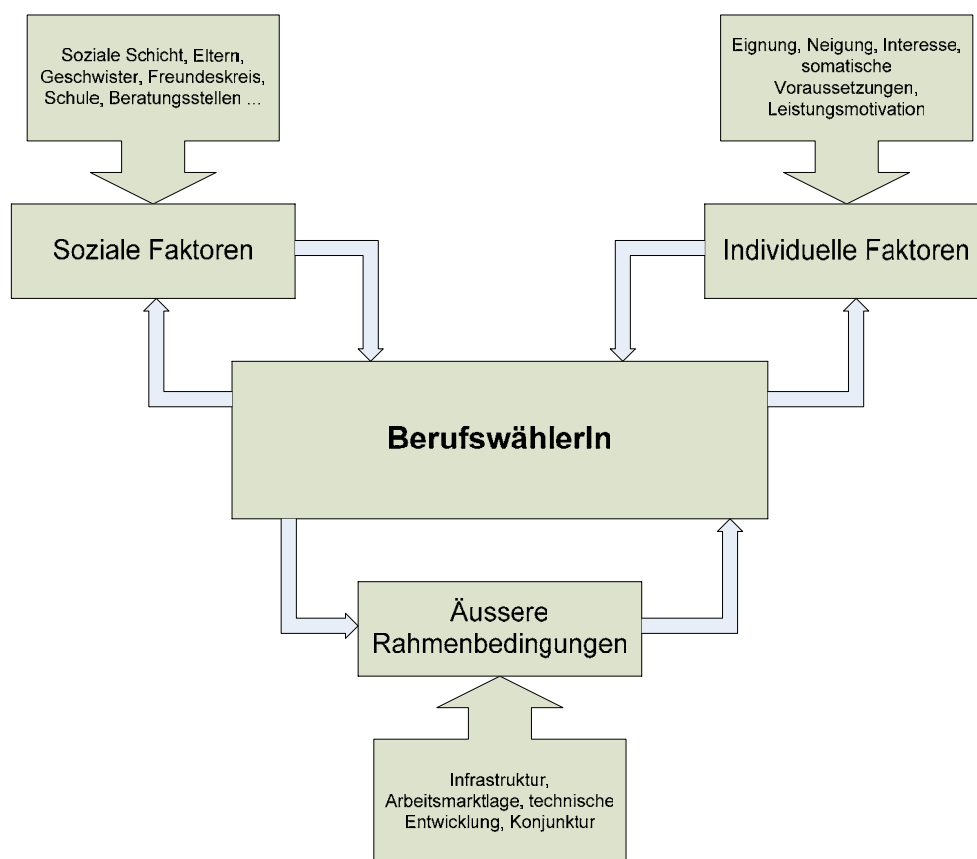 Soziale Schicht, Eltern,
Geschwister, Freundeskreis,
Schule, Beratungsstellen ...
Eignung, Neigung, Interesse,
somatische
Voraussetzungen,
Leistungsmotivation
Soziale Faktoren
Individuelle Faktoren
BerufswählerIn
Äussere
Rahmenbedingungen
Infrastruktur,
Arbeitsmarktlage, technische
Entwicklung, Konjunktur